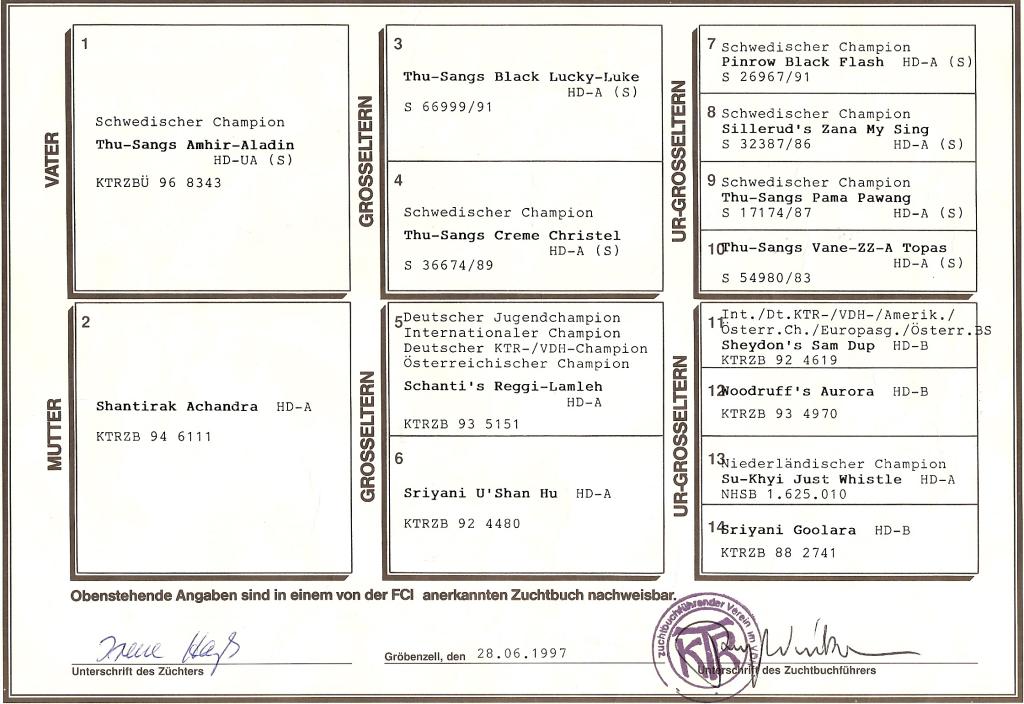 VATER
1
Schwedischer Champion
Thu-Sangs Amhir-Aladin
HD-UA (S)
KTRZBÜ 96 8343
MUTTER
2
Shantirak Achandra HD-A
KTRZB 94 6111
GROSSELTERN
3
Thu-Sangs Black Lucky-Luke
HD-A (S)
S 66999/91
4
Schwedischer Champion
Thu-Sangs Creme Christel
HD-A (S)
S 36674/89
GROSSELTERN
5
Deutscher Jugendchampion
Internationaler Champion
Deutscher KTR-/VDH-Champion
Österreichischer Champion
Schanti's Reggi-Lamleh
HD-A
KTRZB 93 5151
6
Sriyani U'Shan Hu HD-A
KTRZB 92 4480
UR-GROSSELTERN
7
Schwedischer Champion
Pinrow Black Flash HD-A (S)
S 26967/91
8
Schwedischer Champion
Sillerud's Zana My Sing
S 32387/86 HD-A (S)
9
Schwedischer Champion
Thu-Sangs Pama Pawang
S 17174/87 HD-A (S)
10
Thu-Sangs Vane-ZZ-A Topas
HD-A (S)
S 54980/83
UR-GROSSELTERN
11
Int./Dt.KTR-/VDH-/Amerik./
Österr.Ch./Europasg./Österr.BS
Sheydon's Sam Dup HD-B
KTRZB 92 4619
12
Woodruff's Aurora HD-B
KTRZB 93 4970
13
Niederländischer Champion
Su-Khyi Just Whistle HD-A
NHSB 1.625.010
14
Sriyani Goolara HD-B
KTRZB 88 2741
Obenstehende Angaben sind in einem von der FCI anerkannten Zuchtbuch nachweisbar.
Unterschrift des Züchters
Gröbenzell, den 28.06.1997
zuchtbuchführender Verein im
KTR
Unterschrift des Zuchtbuchführers